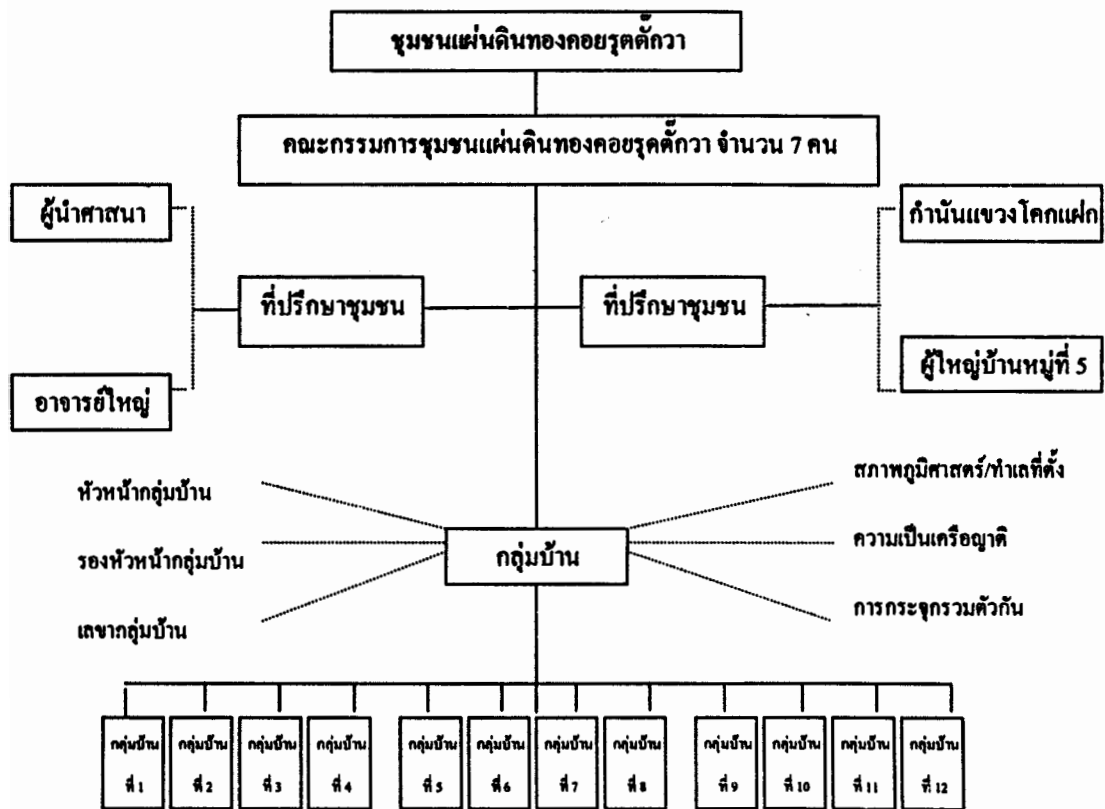 ชุมชนแผ่นดินทองคอยรุตตั๊กวา
คณะกรรมการชุมชนแผ่นดินทองคอยรุตตั๊กวา จำนวน 7 คน
ผู้นำศาสนา
กำนันแขวงโคกแฝก
ที่ปรึกษาชุมชน
ที่ปรึกษาชุมชน
อาจารย์ใหญ่
ผู้ใหญ่บ้านหมู่ที่ 5
หัวหน้ากลุ่มบ้าน
สภาพภูมิศาสตร์/ทำเลที่ตั้ง
รองหัวหน้ากลุ่มบ้าน
กลุ่มบ้าน
ความเป็นเครือญาติ
เลขากลุ่มบ้าน
การกระจุกรวมตัวกัน
กลุ่มบ้าน
ที่ 1
กลุ่มบ้าน
ที่ 2
กลุ่มบ้าน
ที่ 3
กลุ่มบ้าน
ที่ 4
กลุ่มบ้าน
ที่ 5
กลุ่มบ้าน
ที่ 6
กลุ่มบ้าน
ที่ 7
กลุ่มบ้าน
ที่ 8
กลุ่มบ้าน
ที่ 9
กลุ่มบ้าน
ที่ 10
กลุ่มบ้าน
ที่ 11
กลุ่มบ้าน
ที่ 12